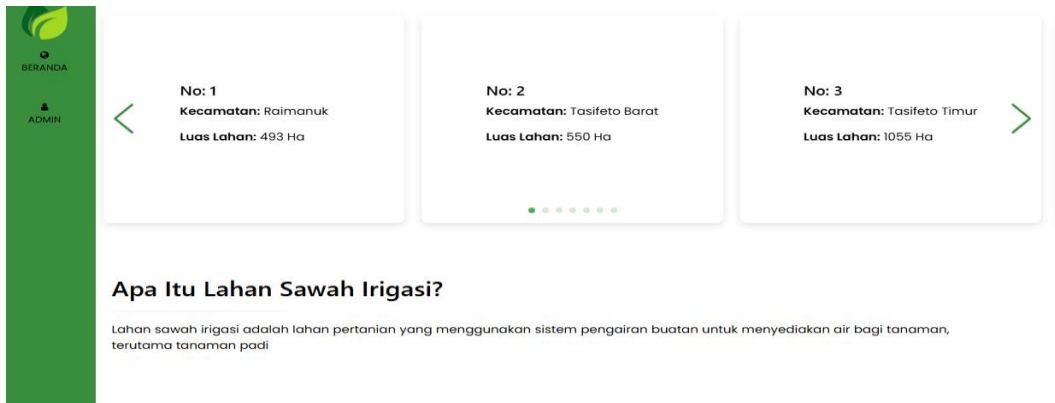 BERANDA
ADMIN
No: 1
Kecamatan: Raimanuk
Luas Lahan: 493 Ha
No: 2
Kecamatan: Tasifeto Barat
Luas Lahan: 550 Ha
No: 3
Kecamatan: Tasifeto Timur
Luas Lahan: 1055 Ha
Apa Itu Lahan Sawah Irigasi?
Lahan sawah irigasi adalah lahan pertanian yang menggunakan sistem pengairan buatan untuk menyediakan air bagi tanaman,
terutama tanaman padi